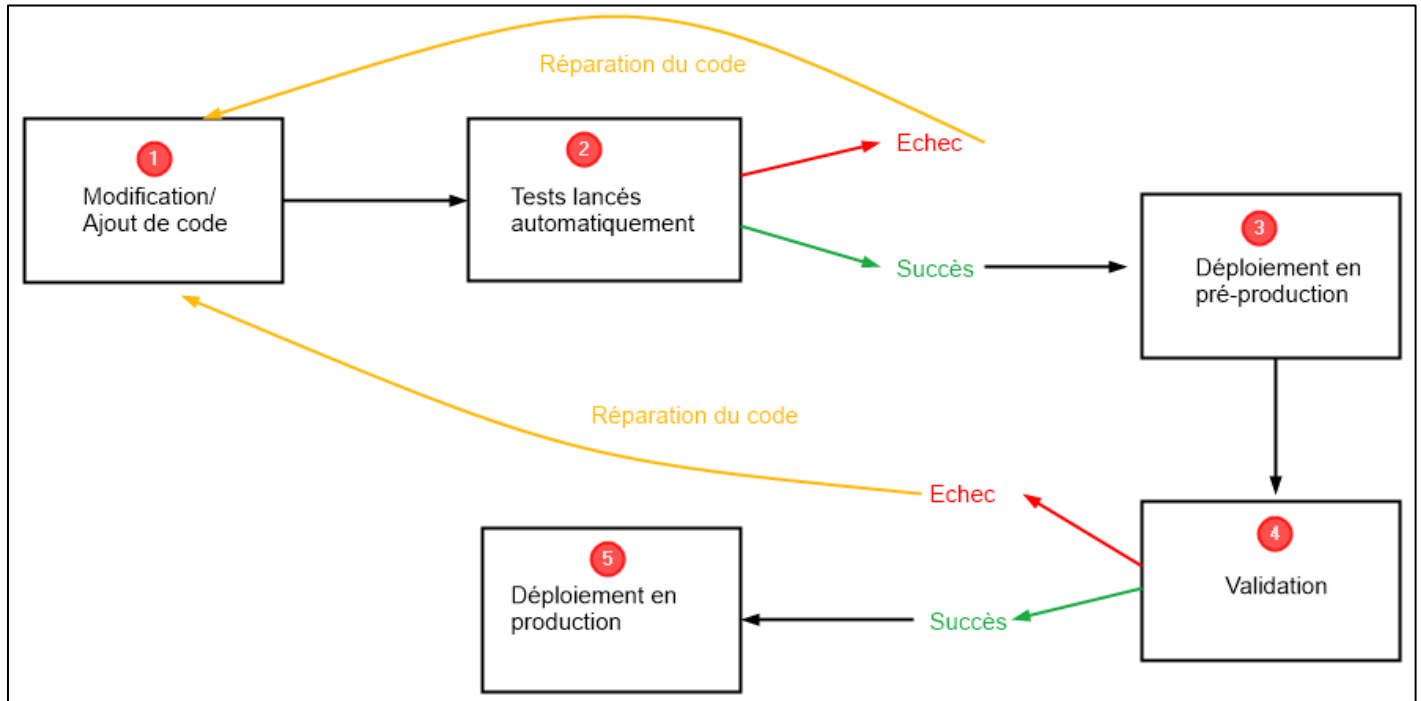 Réparation du code
1
Modification/
Ajout de code
2
Tests lancés
automatiquement
Echec
Succès
3
Déploiement en
pré-production
Réparation du code
Echec
4
Validation
Succès
5
Déploiement en
production